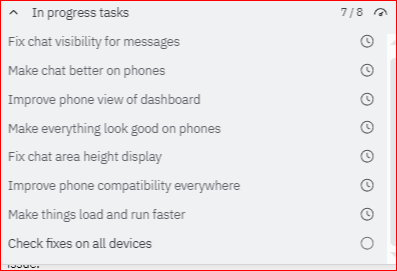 In progress tasks 7 / 8
Fix chat visibility for messages
Make chat better on phones
Improve phone view of dashboard
Make everything look good on phones
Fix chat area height display
Improve phone compatibility everywhere
Make things load and run faster
Check fixes on all devices
issue.